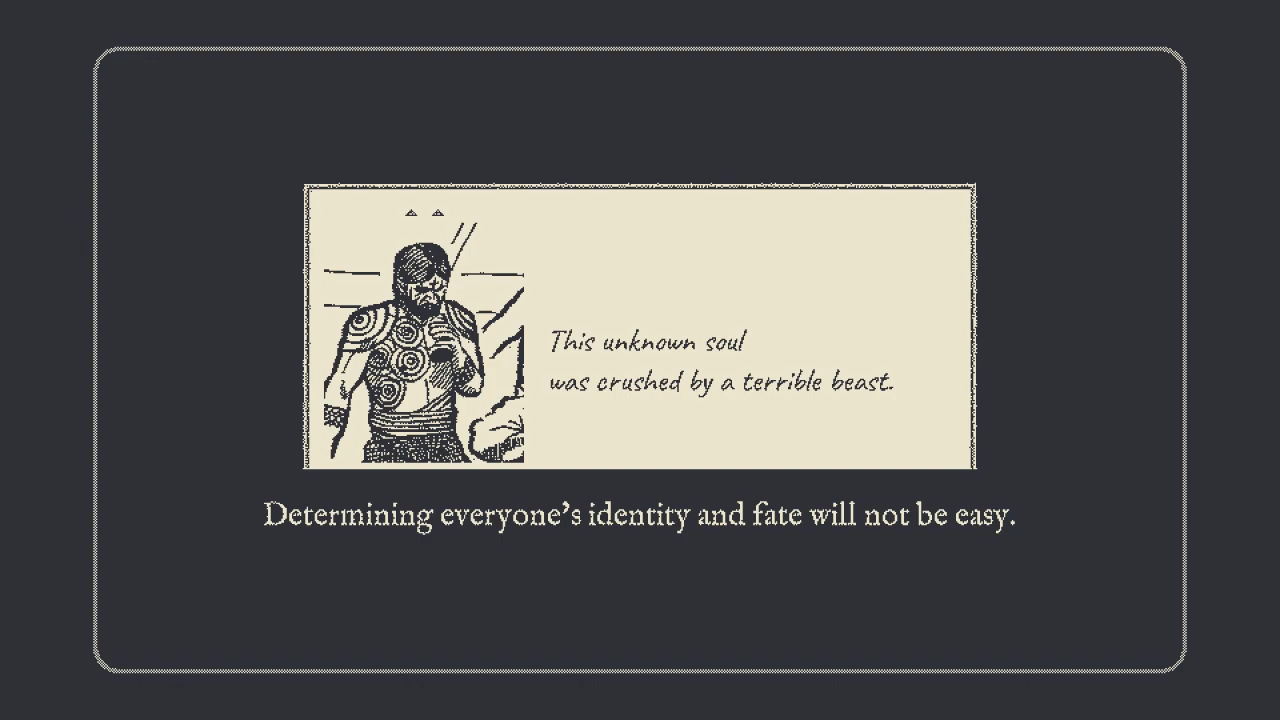 This unknown soul
was crushed by a terrible beast.
Determining everyone's identity and fate will not be easy.